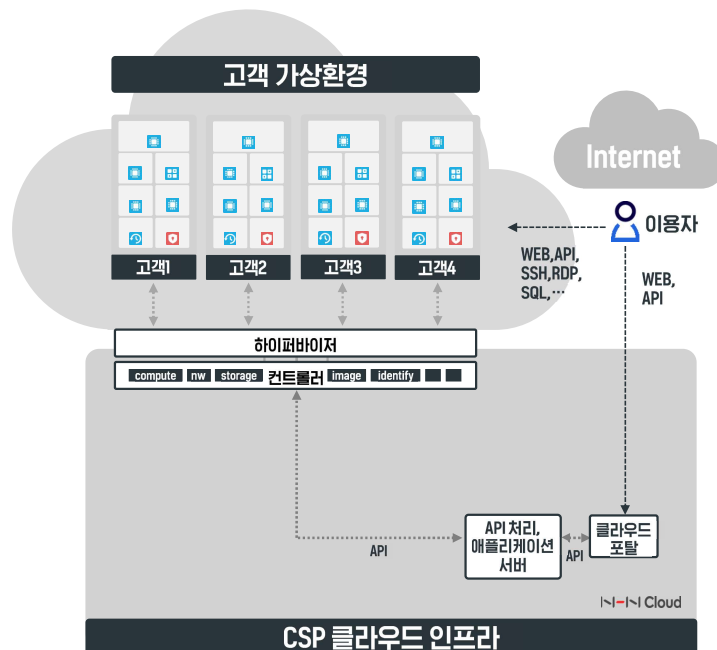 고객 가상환경
Internet
이용자
고객1
고객2
고객3
고객4
WEB,API,
SSH,RDP,
SQL,…
WEB,
API
하이퍼바이저
compute
nw
storage
컨트롤러
image
identify
API 처리,
애플리케이션
서버
클라우드
포탈
API
API
NHN Cloud
CSP 클라우드 인프라